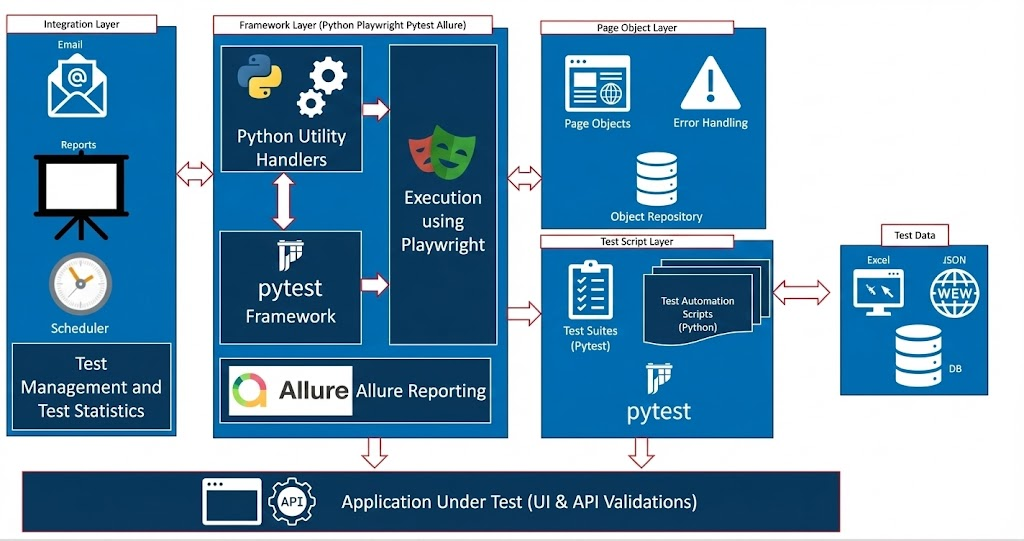 Integration Layer
Email
Reports
Scheduler
Test
Management and
Test Statistics
Framework Layer (Python Playwright Pytest Allure)
Python Utility
Handlers
pytest
Framework
Execution
using
Playwright
Allure
Allure Reporting
Page Object Layer
Page Objects
Error Handling
Object Repository
Test Script Layer
Test Suites
(Pytest)
Test Automation
Scripts
(Python)
pytest
Test Data
Excel
JSON
WEW
DB
API
Application Under Test (UI & API Validations)